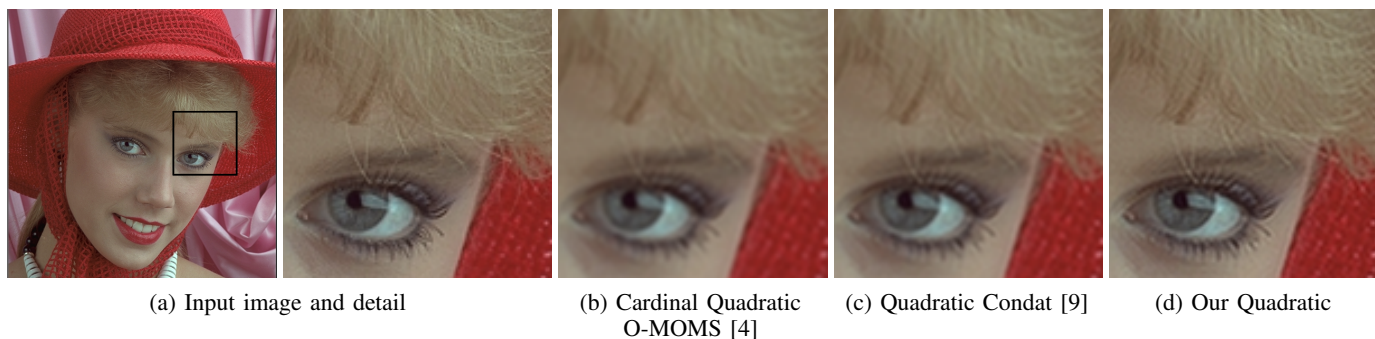 (a) Input image and detail
(b) Cardinal Quadratic
O-MOMS [4]
(c) Quadratic Condat [9]
(d) Our Quadratic